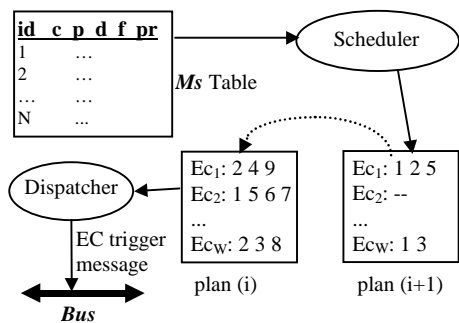 id c p d f pr
1 ...
2 ...
... ...
N ...
Ms Table
Scheduler
Dispatcher
EC trigger
message
Bus
Ec1: 2 4 9
Ec2: 1 5 6 7
...
EcW: 2 3 8
plan (i)
Ec1: 1 2 5
Ec2: --
...
EcW: 1 3
plan (i+1)